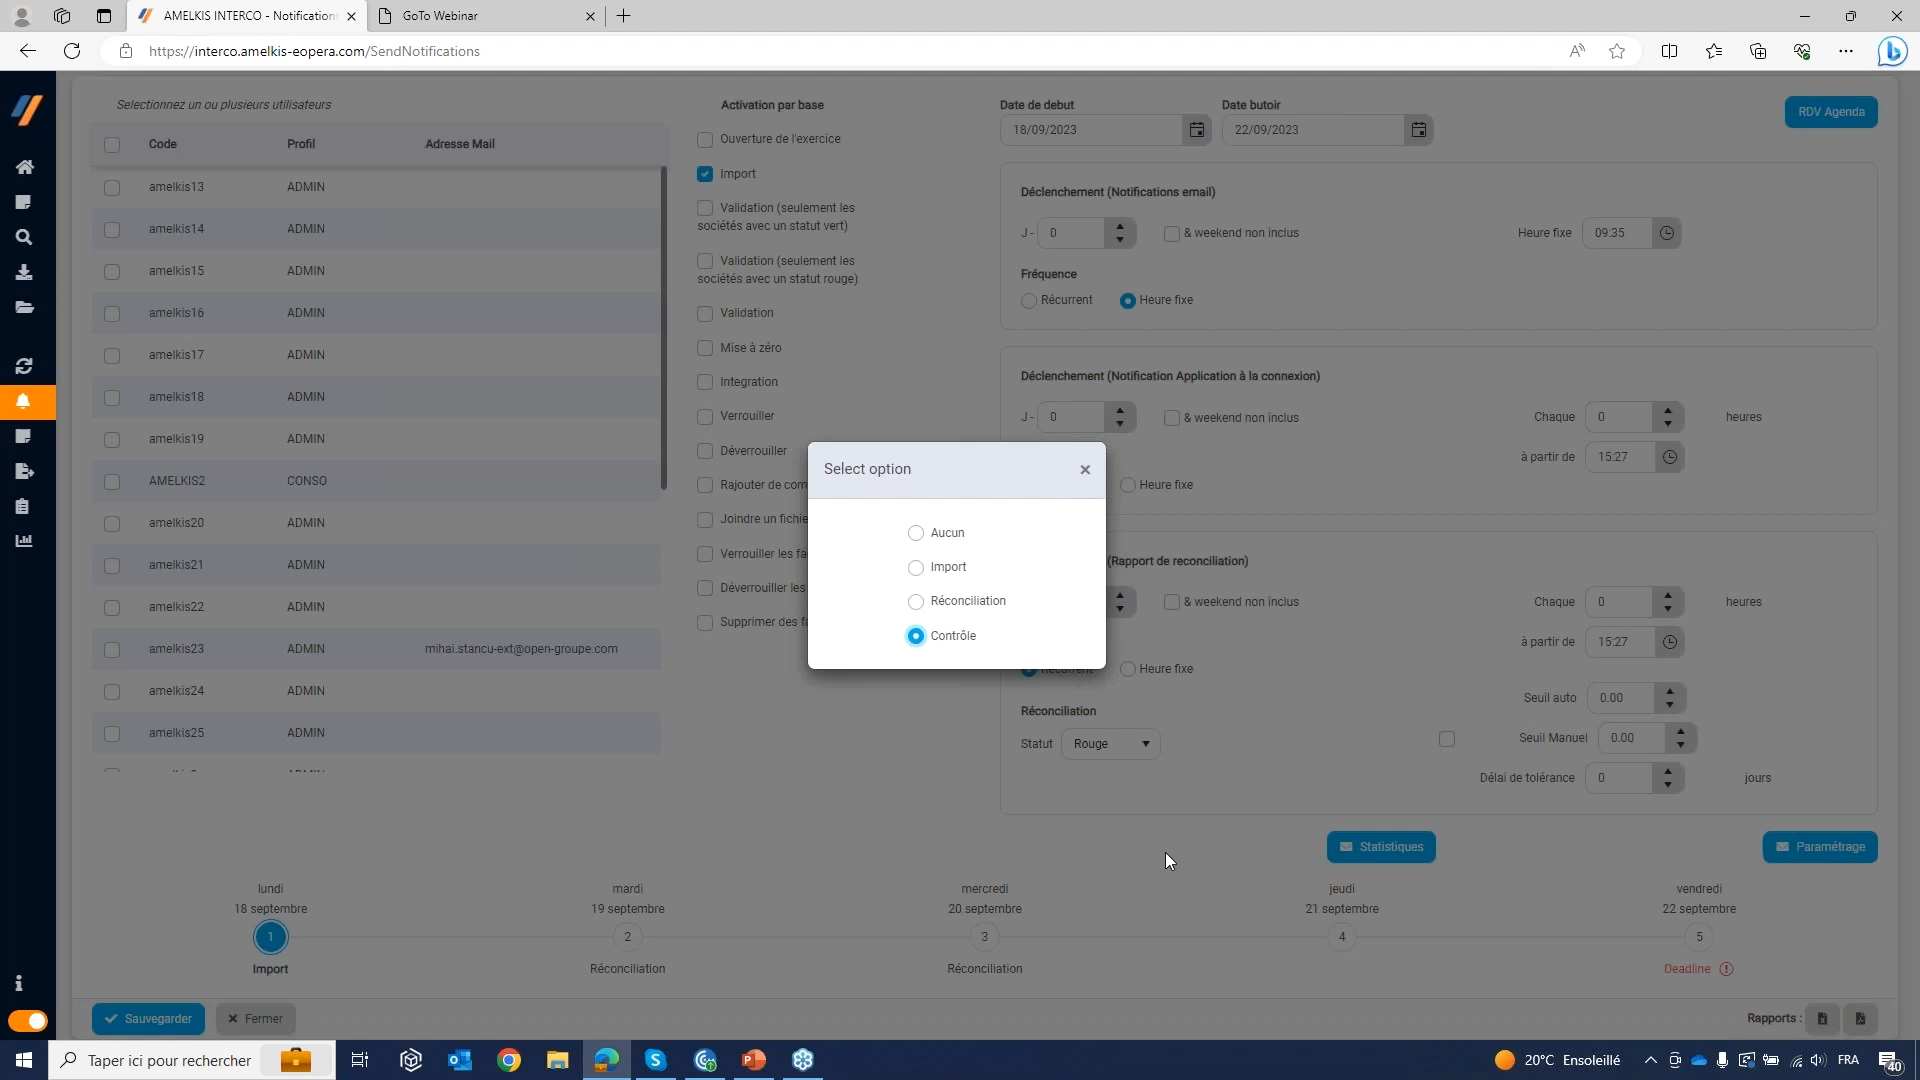 AMELKIS INTERCO - Notifications
GoTo Webinar
https://interco.amelkis-eopera.com/SendNotifications
Selectionnez un ou plusieurs utilisateurs
Code Profil Adresse Mail
amelkis13 ADMIN
amelkis14 ADMIN
amelkis15 ADMIN
amelkis16 ADMIN
amelkis17 ADMIN
amelkis18 ADMIN
amelkis19 ADMIN
AMELKIS2 CONSO
amelkis20 ADMIN
amelkis21 ADMIN
amelkis22 ADMIN
amelkis23 ADMIN mihai.stancu-ext@open-groupe.com
amelkis24 ADMIN
amelkis25 ADMIN
Activation par base
Ouverture de l'exercice
Import
Validation (seulement les
sociétés avec un statut vert)
Validation (seulement les
sociétés avec un statut rouge)
Validation
Mise à zéro
Integration
Verrouiller
Déverrouiller
Rajouter de com
Joindre un fichie
Verrouiller les fa
Déverrouiller les
Supprimer des fa
Date de debut Date butoir
18/09/2023 22/09/2023
RDV Agenda
Déclenchement (Notifications email)
J - 0 & weekend non inclus Heure fixe 09:35
Fréquence
Récurrent Heure fixe
Déclenchement (Notification Application à la connexion)
J - 0 & weekend non inclus Chaque 0 heures
à partir de 15:27
Heure fixe
(Rapport de reconciliation)
& weekend non inclus Chaque 0 heures
à partir de 15:27
Récurrent Heure fixe
Seuil auto 0.00
Réconciliation
Statut Rouge Seuil Manuel 0.00
Délai de tolérance 0 jours
Select option ×
Aucun
Import
Réconciliation
Contrôle
Statistiques Paramétrage
lundi mardi mercredi jeudi vendredi
18 septembre 19 septembre 20 septembre 21 septembre 22 septembre
1 2 3 4 5
Import Réconciliation Réconciliation Deadline
Sauvegarder Fermer Rapports :
Taper ici pour rechercher
20°C Ensoleillé FRA 40